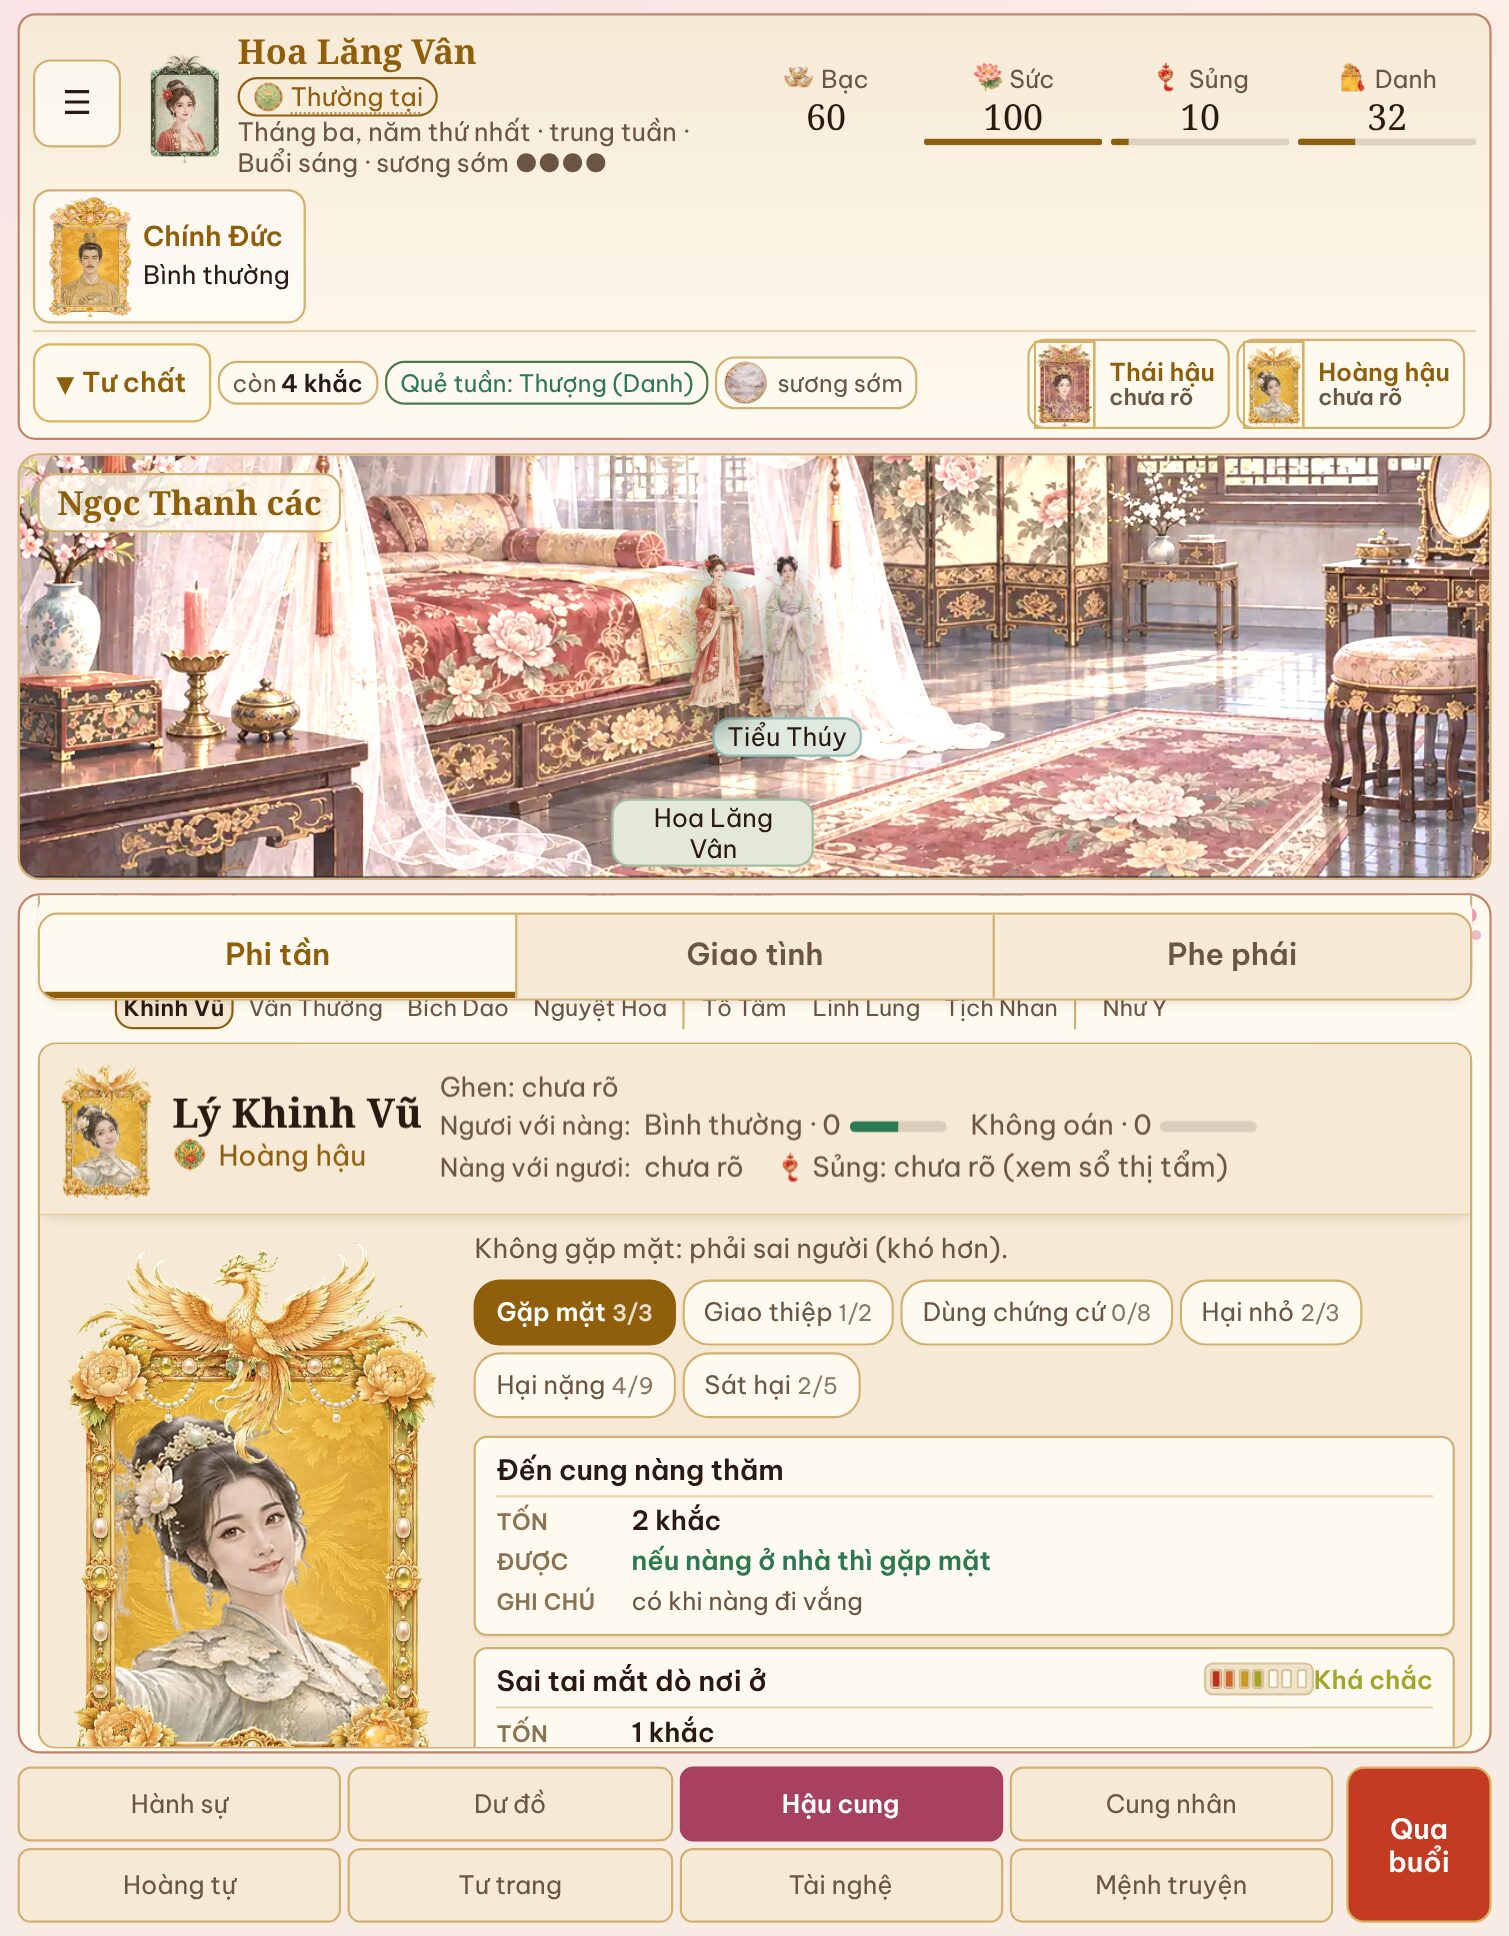 Hoa Lăng Vân
Thường tại
Tháng ba, năm thứ nhất · trung tuần ·
Buổi sáng · sương sớm
Bạc
60
Sức
100
Sủng
10
Danh
32
Chính Đức
Bình thường
▼ Tư chất
còn 4 khắc
Quẻ tuần: Thượng (Danh)
sương sớm
Thái hậu
chưa rõ
Hoàng hậu
chưa rõ
Ngọc Thanh các
Tiểu Thúy
Hoa Lăng
Vân
Phi tần
Giao tình
Phe phái
Khinh Vũ
Vân Thường
Bích Dao
Nguyệt Hoa
Tố Tâm
Linh Lung
Tịch Nhan
Như Ý
Lý Khinh Vũ
Hoàng hậu
Ghen: chưa rõ
Ngươi với nàng: Bình thường · 0 Không oán · 0
Nàng với ngươi: chưa rõ Sủng: chưa rõ (xem sổ thị tẩm)
Không gặp mặt: phải sai người (khó hơn).
Gặp mặt 3/3
Giao thiệp 1/2
Dùng chứng cứ 0/8
Hại nhỏ 2/3
Hại nặng 4/9
Sát hại 2/5
Đến cung nàng thăm
TỐN 2 khắc
ĐƯỢC nếu nàng ở nhà thì gặp mặt
GHI CHÚ có khi nàng đi vắng
Sai tai mắt dò nơi ở
Khá chắc
TỐN 1 khắc
Hành sự
Dư đồ
Hậu cung
Cung nhân
Qua
buổi
Hoàng tự
Tư trang
Tài nghệ
Mệnh truyện